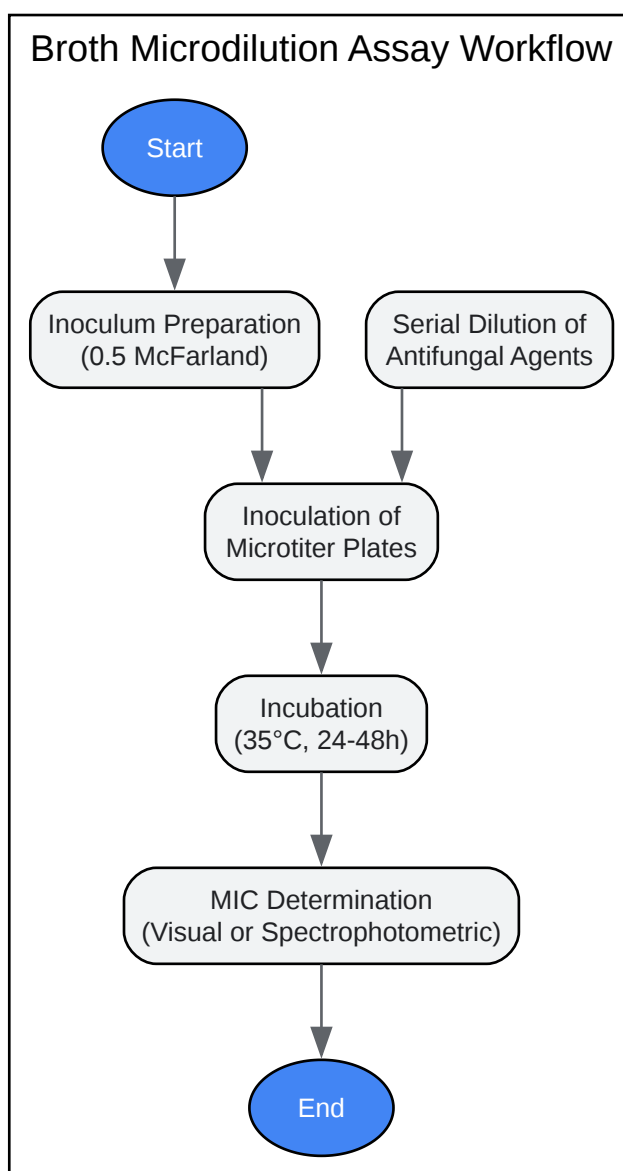 Broth Microdilution Assay Workflow
Start
Inoculum Preparation
(0.5 McFarland)
Serial Dilution of
Antifungal Agents
Inoculation of
Microtiter Plates
Incubation
(35°C, 24-48h)
MIC Determination
(Visual or Spectrophotometric)
End